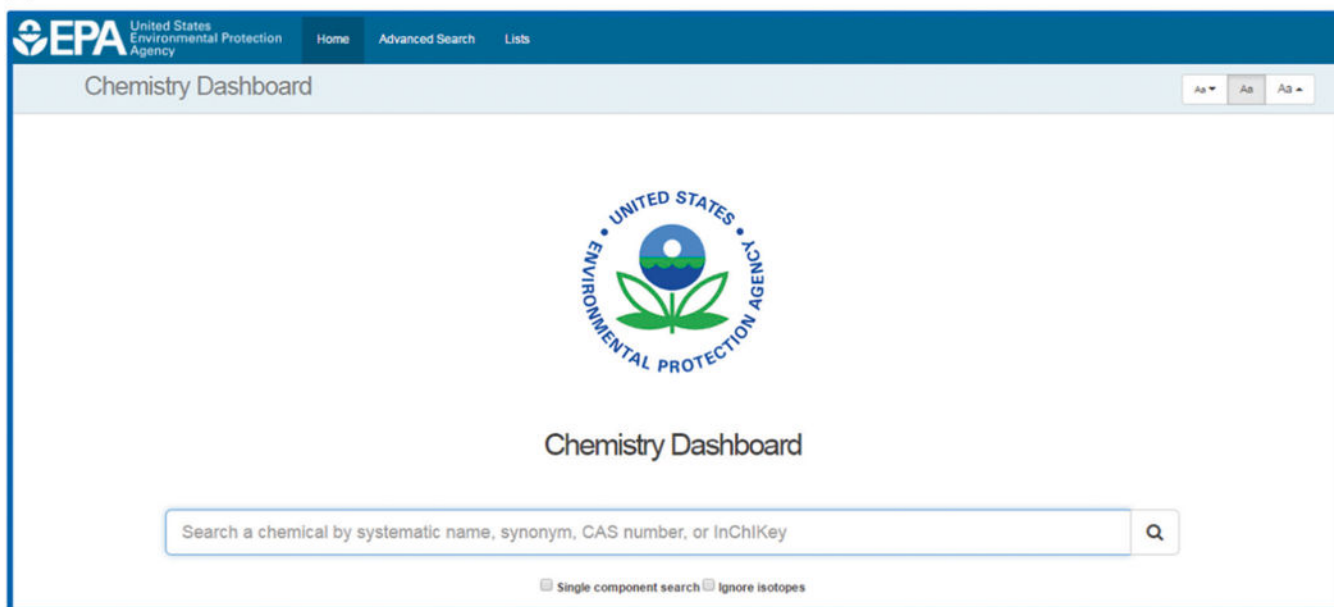 EPA
United States
Environmental Protection
Agency
Home Advanced Search Lists
Chemistry Dashboard
Aa Aa Aa
UNITED STATES • ENVIRONMENTAL PROTECTION AGENCY •
Chemistry Dashboard
Search a chemical by systematic name, synonym, CAS number, or InChIKey
Single component search Ignore isotopes